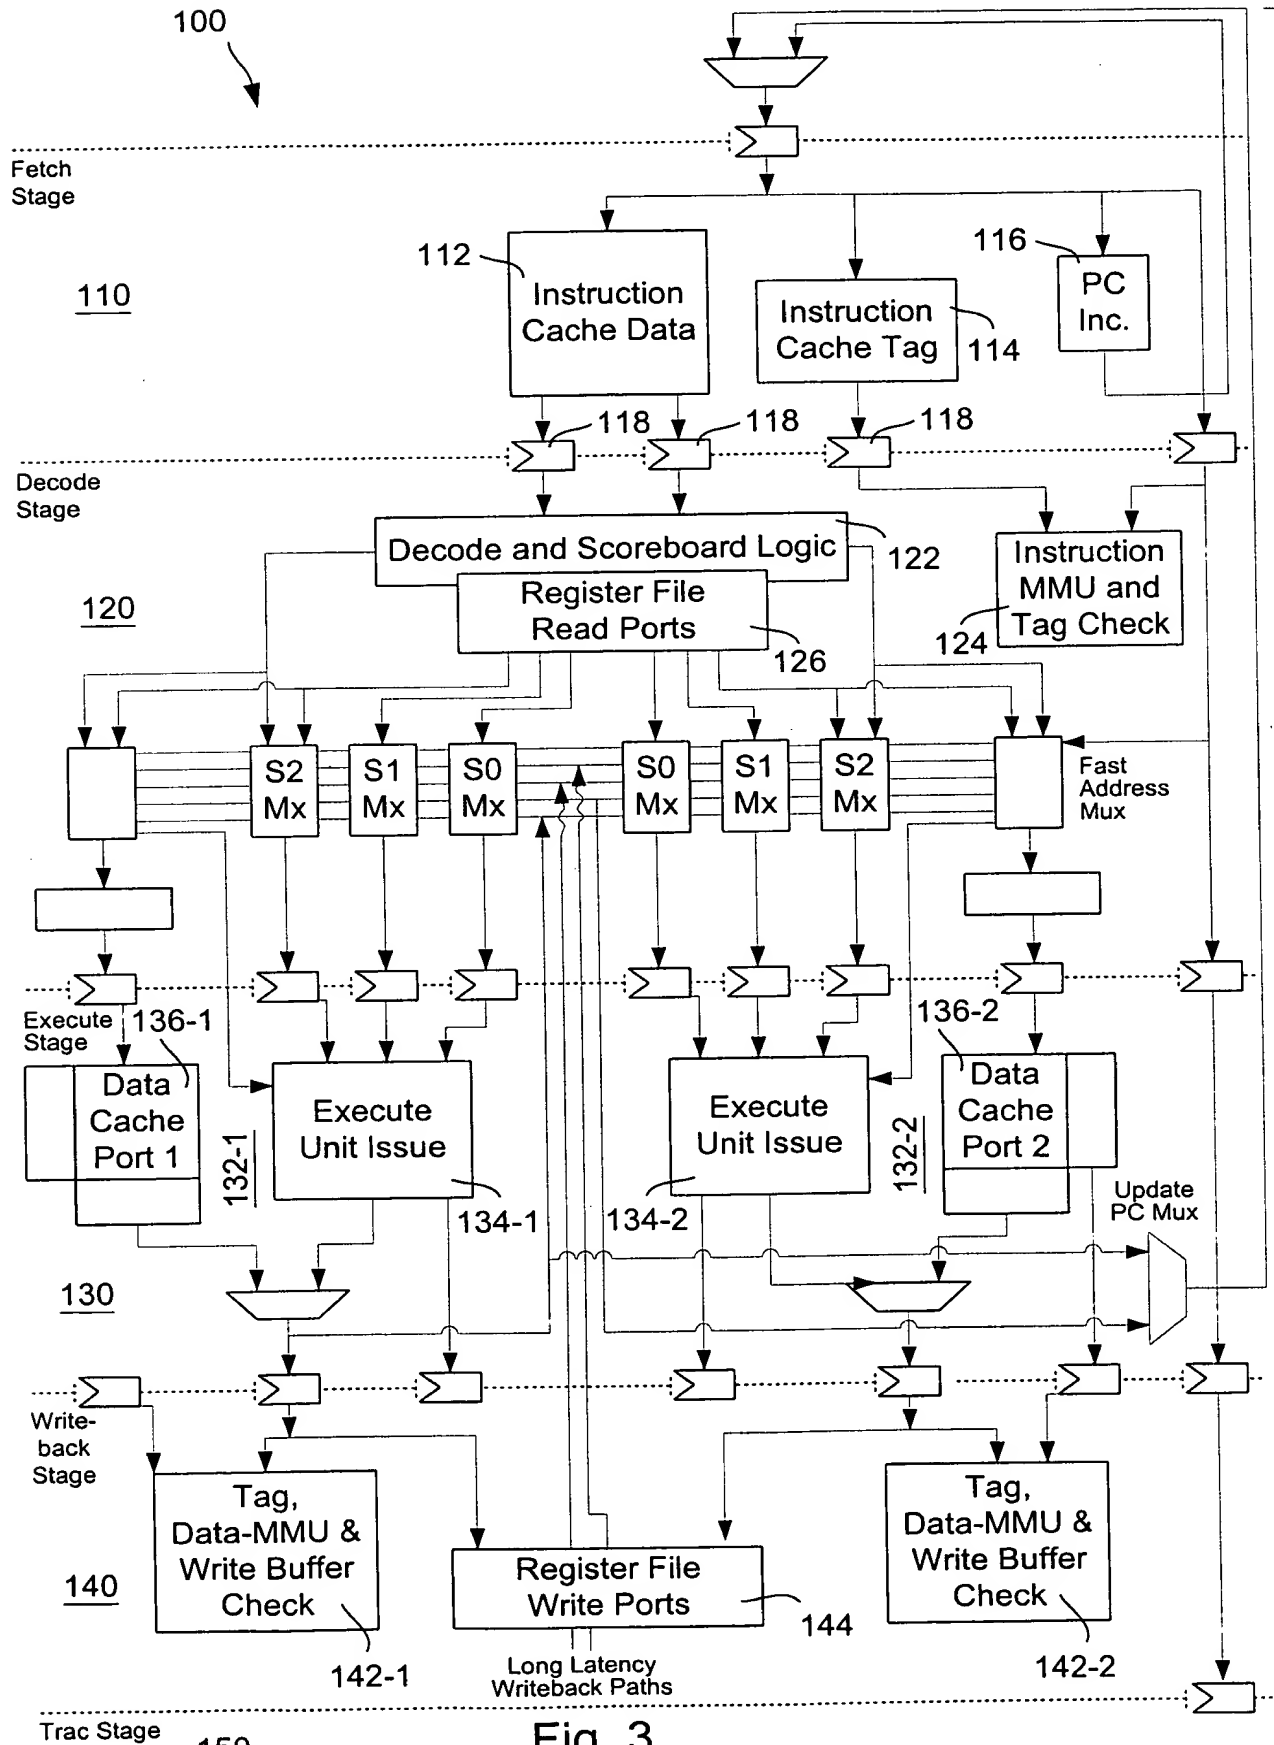 100
Fetch
Stage
112
116
110
Instruction
Cache Data
Instruction
Cache Tag
114
PC
Inc.
118
118
118
Decode
Stage
Decode and Scoreboard Logic
122
Instruction
MMU and
Tag Check
124
120
Register File
Read Ports
126
S2
Mx
S1
Mx
S0
Mx
S0
Mx
S1
Mx
S2
Mx
Fast
Address
Mux
Execute
Stage
136-1
136-2
Data
Cache
Port 1
132-1
Execute
Unit Issue
134-1
Execute
Unit Issue
134-2
132-2
Data
Cache
Port 2
Update
PC Mux
130
Write-
back
Stage
Tag,
Data-MMU &
Write Buffer
Check
Tag,
Data-MMU &
Write Buffer
Check
140
Register File
Write Ports
144
142-1
142-2
Long Latency
Writeback Paths
Trac Stage
150
Fig. 3